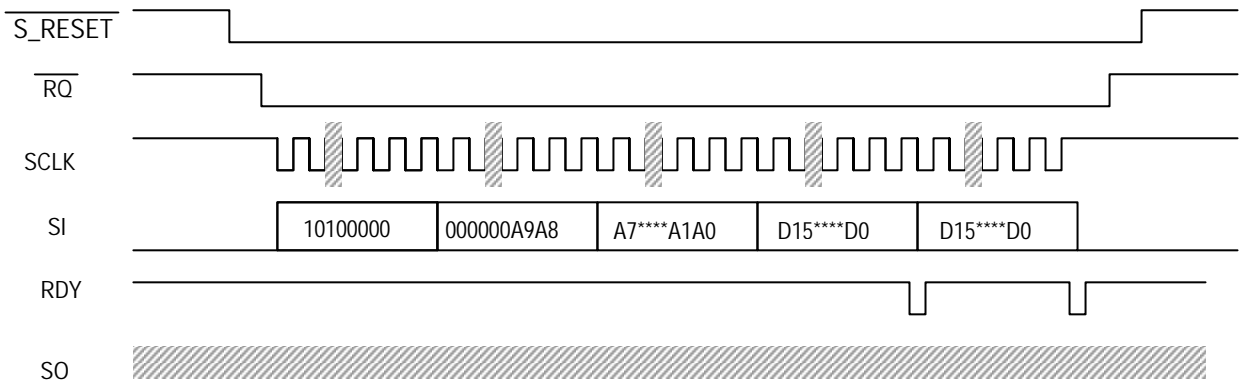 S_RESET
RQ
SCLK
SI 10100000 000000A9A8 A7****A1A0 D15****D0 D15****D0
RDY
SO